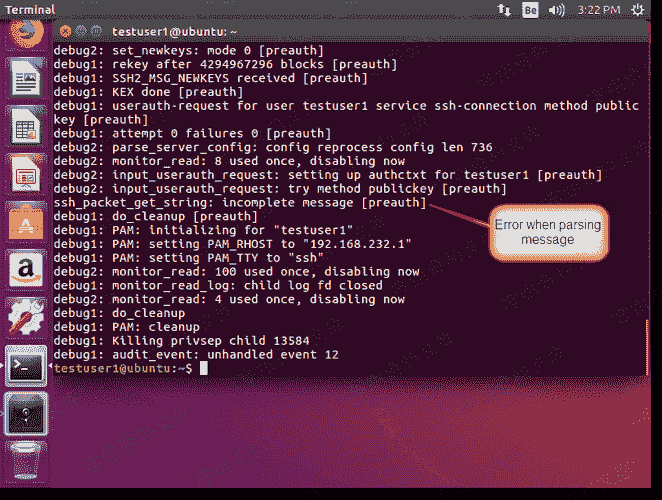 Terminal
Be
3:22 PM
testuser1@ubuntu: ~
debug2: set_newkeys: mode 0 [preauth]
debug1: rekey after 4294967296 blocks [preauth]
debug1: SSH2_MSG_NEWKEYS received [preauth]
debug1: KEX done [preauth]
debug1: userauth-request for user testuser1 service ssh-connection method public
key [preauth]
debug1: attempt 0 failures 0 [preauth]
debug2: parse_server_config: config reprocess config len 736
debug2: monitor_read: 8 used once, disabling now
debug2: input_userauth_request: setting up authctxt for testuser1 [preauth]
debug2: input_userauth_request: try method publickey [preauth]
ssh_packet_get_string: incomplete message [preauth]
debug1: do_cleanup [preauth]
debug1: PAM: initializing for "testuser1"
debug1: PAM: setting PAM_RHOST to "192.168.232.1"
debug1: PAM: setting PAM_TTY to "ssh"
debug2: monitor_read: 100 used once, disabling now
debug1: monitor_read_log: child log fd closed
debug2: monitor_read: 4 used once, disabling now
debug1: do_cleanup
debug1: PAM: cleanup
debug1: Killing privsep child 13584
debug1: audit_event: unhandled event 12
testuser1@ubuntu:~$
Error when parsing
message